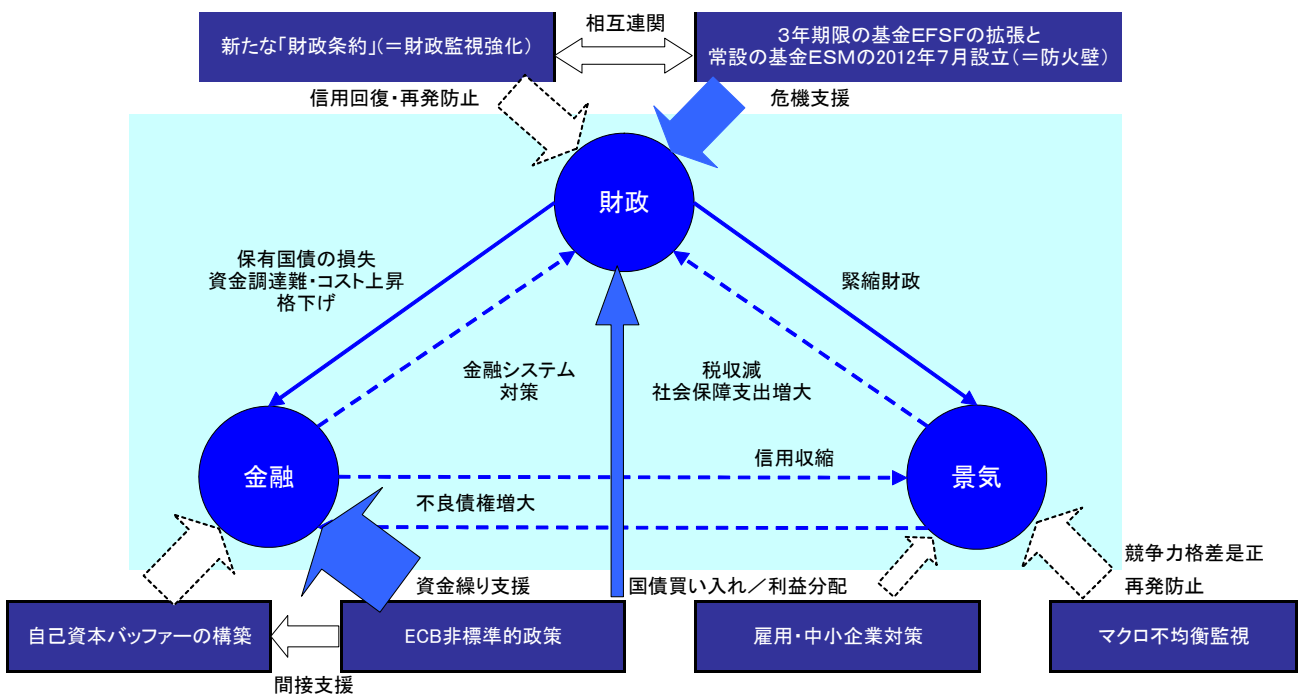 相互連関
新たな「財政条約」(=財政監視強化)
3年期限の基金EFSFの拡張と
常設の基金ESMの2012年7月設立(=防火壁)
信用回復・再発防止
危機支援
財政
保有国債の損失
資金調達難・コスト上昇
格下げ
緊縮財政
金融システム
対策
税収減
社会保障支出増大
金融
信用収縮
景気
不良債権増大
競争力格差是正
資金繰り支援
国債買い入れ/利益分配
再発防止
自己資本バッファーの構築
ECB非標準的政策
雇用・中小企業対策
マクロ不均衡監視
間接支援